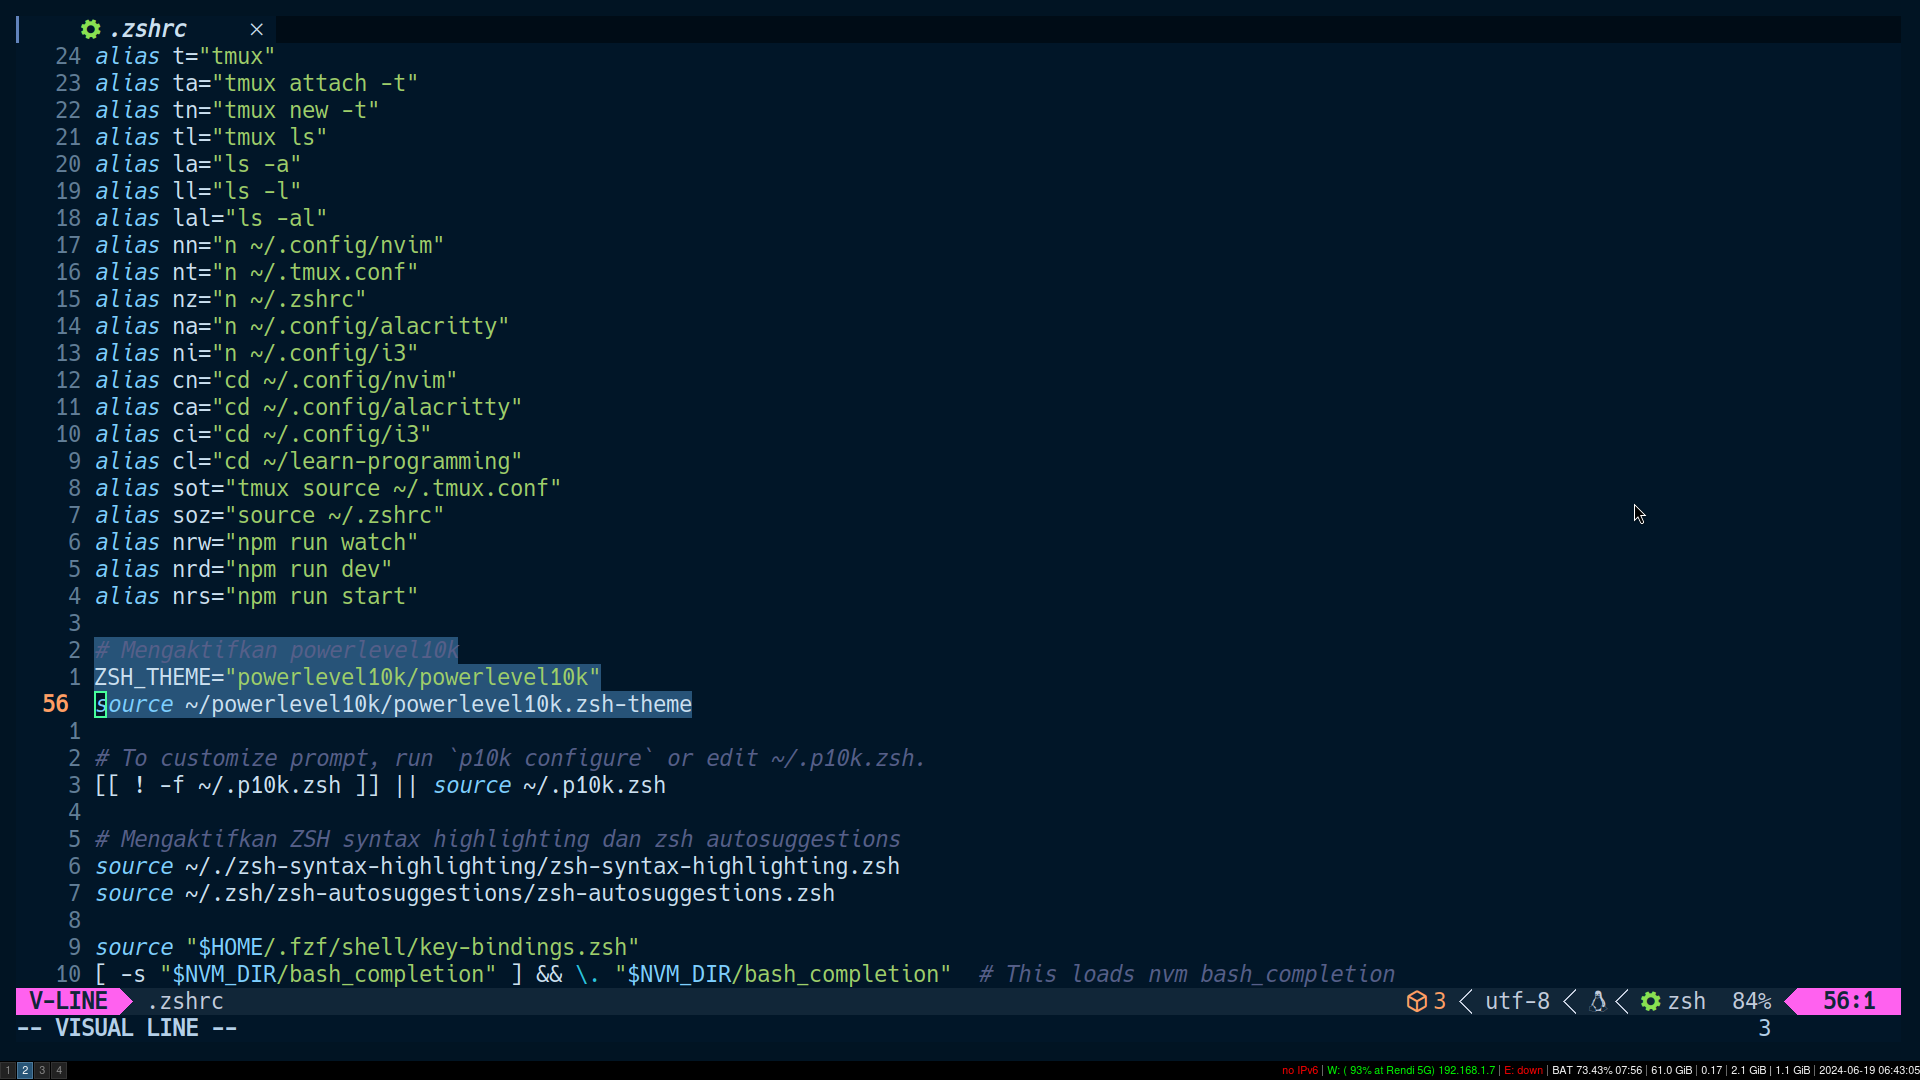 .zshrc ×
24 alias t="tmux"
23 alias ta="tmux attach -t"
22 alias tn="tmux new -t"
21 alias tl="tmux ls"
20 alias la="ls -a"
19 alias ll="ls -l"
18 alias lal="ls -al"
17 alias nn="n ~/.config/nvim"
16 alias nt="n ~/.tmux.conf"
15 alias nz="n ~/.zshrc"
14 alias na="n ~/.config/alacritty"
13 alias ni="n ~/.config/i3"
12 alias cn="cd ~/.config/nvim"
11 alias ca="cd ~/.config/alacritty"
10 alias ci="cd ~/.config/i3"
9 alias cl="cd ~/learn-programming"
8 alias sot="tmux source ~/.tmux.conf"
7 alias soz="source ~/.zshrc"
6 alias nrw="npm run watch"
5 alias nrd="npm run dev"
4 alias nrs="npm run start"
3
2 # Mengaktifkan powerlevel10k
1 ZSH_THEME="powerlevel10k/powerlevel10k"
56 source ~/powerlevel10k/powerlevel10k.zsh-theme
1
2 # To customize prompt, run `p10k configure` or edit ~/.p10k.zsh.
3 [[ ! -f ~/.p10k.zsh ]] || source ~/.p10k.zsh
4
5 # Mengaktifkan ZSH syntax highlighting dan zsh autosuggestions
6 source ~/./zsh-syntax-highlighting/zsh-syntax-highlighting.zsh
7 source ~/.zsh/zsh-autosuggestions/zsh-autosuggestions.zsh
8
9 source "$HOME/.fzf/shell/key-bindings.zsh"
10 [ -s "$NVM_DIR/bash_completion" ] && \. "$NVM_DIR/bash_completion"  # This loads nvm bash_completion
V-LINE .zshrc 3 utf-8 zsh 84% 56:1
-- VISUAL LINE -- 3
1 2 3 4 no IPv6 | W: ( 93% at Rendi 5G) 192.168.1.7 | E: down | BAT 73.43% 07:56 | 61.0 GiB | 0.17 | 2.1 GiB | 1.1 GiB | 2024-06-19 06:43:05